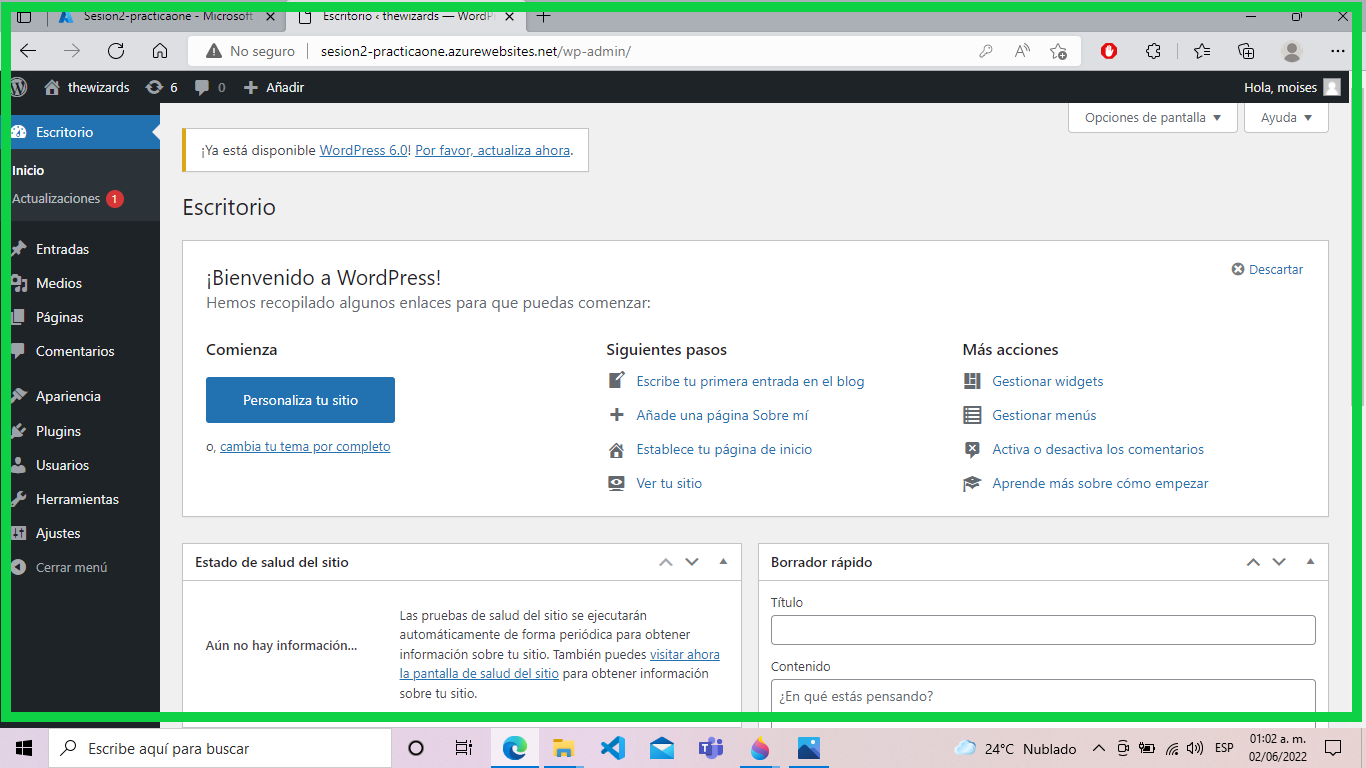 Sesion2-practicaone - Microsoft
Escritorio ‹ thewizards — WordPr
No seguro
sesion2-practicaone.azurewebsites.net/wp-admin/
thewizards
6
0
Añadir
Hola, moises
Escritorio
Inicio
Actualizaciones 1
Entradas
Medios
Páginas
Comentarios
Apariencia
Plugins
Usuarios
Herramientas
Ajustes
Cerrar menú
Opciones de pantalla
Ayuda
¡Ya está disponible WordPress 6.0! Por favor, actualiza ahora.
Escritorio
¡Bienvenido a WordPress!
Descartar
Hemos recopilado algunos enlaces para que puedas comenzar:
Comienza
Personaliza tu sitio
o, cambia tu tema por completo
Siguientes pasos
Escribe tu primera entrada en el blog
Añade una página Sobre mí
Establece tu página de inicio
Ver tu sitio
Más acciones
Gestionar widgets
Gestionar menús
Activa o desactiva los comentarios
Aprende más sobre cómo empezar
Estado de salud del sitio
Aún no hay información...
Las pruebas de salud del sitio se ejecutarán
automáticamente de forma periódica para obtener
información sobre tu sitio. También puedes visitar ahora
la pantalla de salud del sitio para obtener información
sobre tu sitio.
Borrador rápido
Título
Contenido
¿En qué estás pensando?
Escribe aquí para buscar
24°C Nublado
ESP
01:02 a. m.
02/06/2022